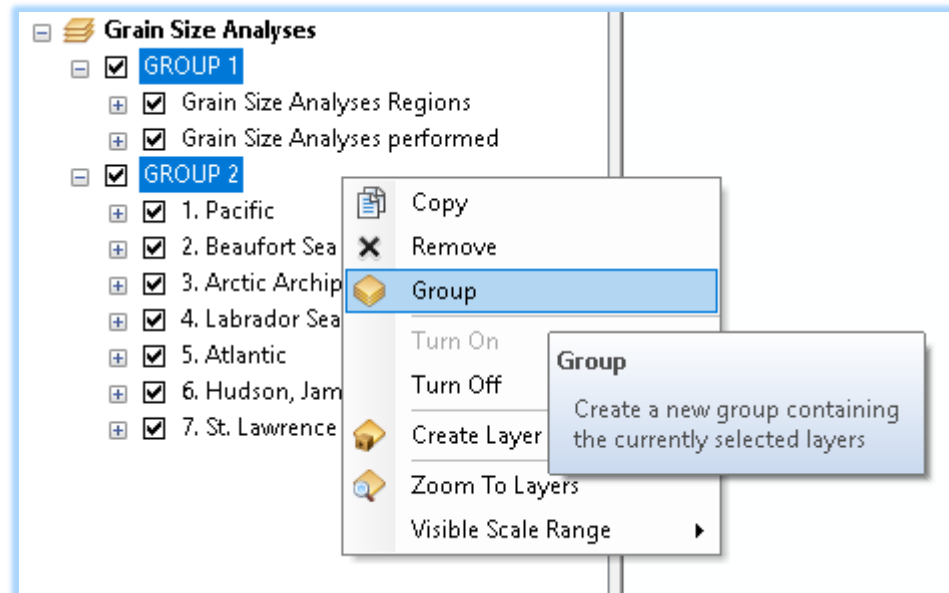 Grain Size Analyses
GROUP 1
Grain Size Analyses Regions
Grain Size Analyses performed
GROUP 2
1. Pacific
2. Beaufort Sea
3. Arctic Archip
4. Labrador Sea
5. Atlantic
6. Hudson, Jam
7. St. Lawrence
Copy
Remove
Group
Turn On
Turn Off
Create Layer
Zoom To Layers
Visible Scale Range
Group
Create a new group containing
the currently selected layers